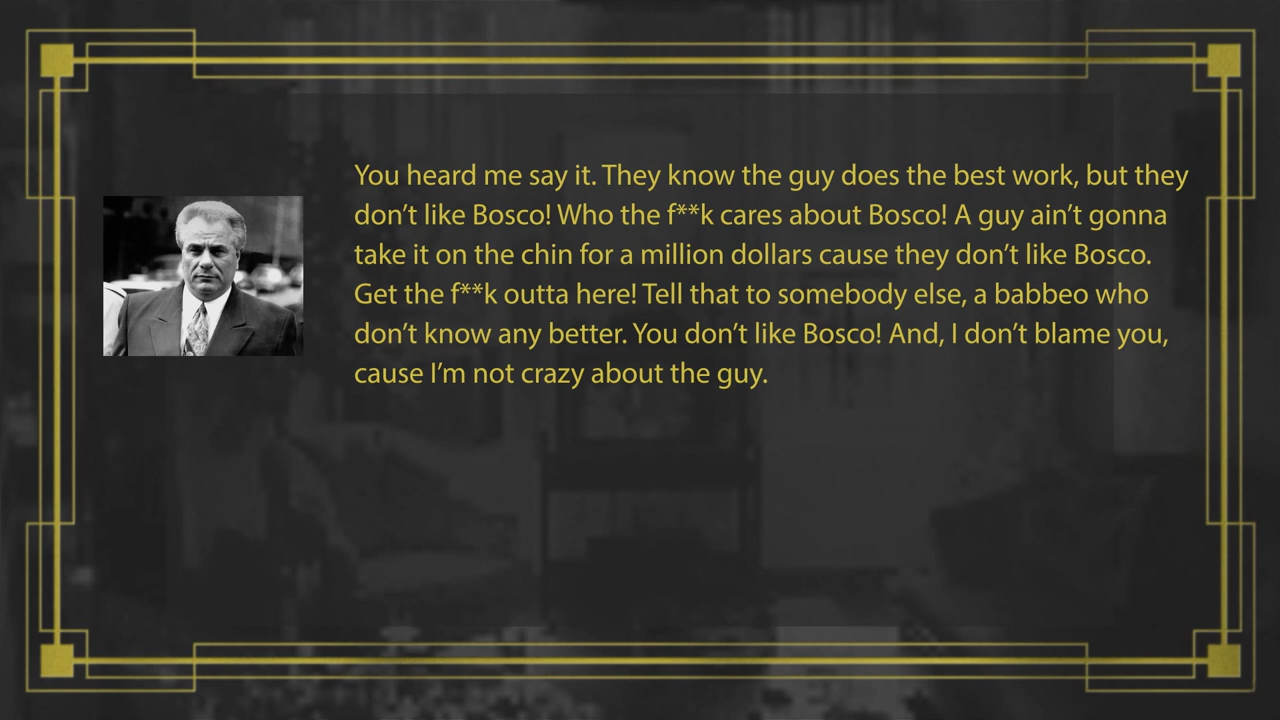 You heard me say it. They know the guy does the best work, but they
don’t like Bosco! Who the f**k cares about Bosco! A guy ain’t gonna
take it on the chin for a million dollars cause they don’t like Bosco.
Get the f**k outta here! Tell that to somebody else, a babbeo who
don’t know any better. You don’t like Bosco! And, I don’t blame you,
cause I’m not crazy about the guy.